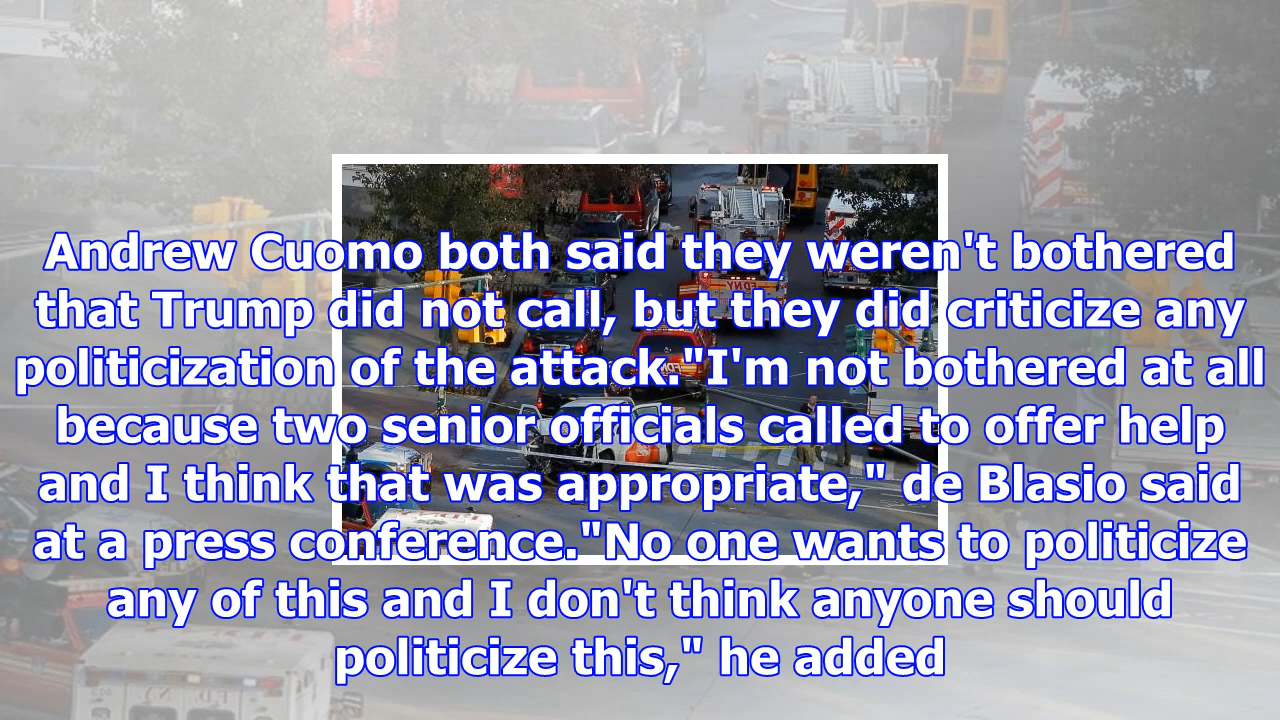 Andrew Cuomo both said they weren't bothered
that Trump did not call, but they did criticize any
politicization of the attack."I'm not bothered at all
because two senior officials called to offer help
and I think that was appropriate," de Blasio said
at a press conference."No one wants to politicize
any of this and I don't think anyone should
politicize this," he added